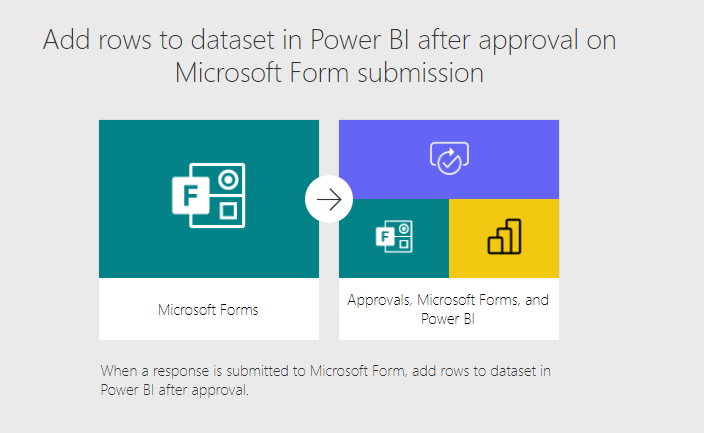 Add rows to dataset in Power BI after approval on
Microsoft Form submission
F
F
Microsoft Forms
Approvals, Microsoft Forms, and
Power BI
When a response is submitted to Microsoft Form, add rows to dataset in
Power BI after approval.